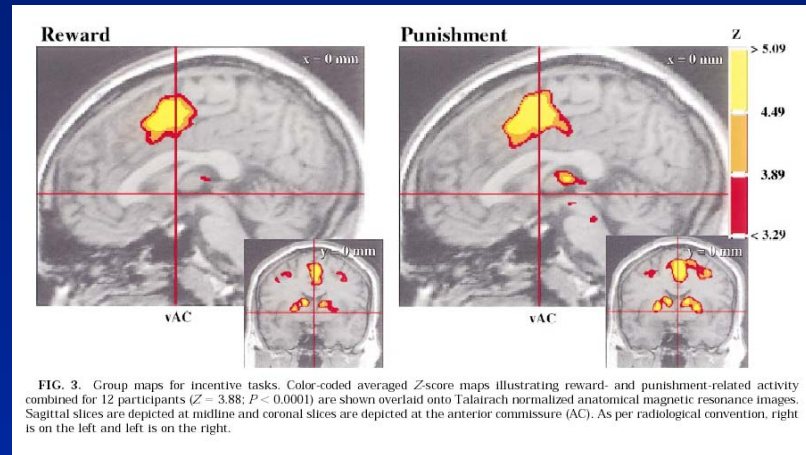 Reward
Punishment
Z
x = 0 mm
x = 0 mm
> 5.09
4.49
3.89
< 3.29
y = 0 mm
y = 0 mm
vAC
vAC
FIG. 3. Group maps for incentive tasks. Color-coded averaged Z-score maps illustrating reward- and punishment-related activity
combined for 12 participants (Z = 3.88; P < 0.0001) are shown overlaid onto Talairach normalized anatomical magnetic resonance images.
Sagittal slices are depicted at midline and coronal slices are depicted at the anterior commissure (AC). As per radiological convention, right
is on the left and left is on the right.